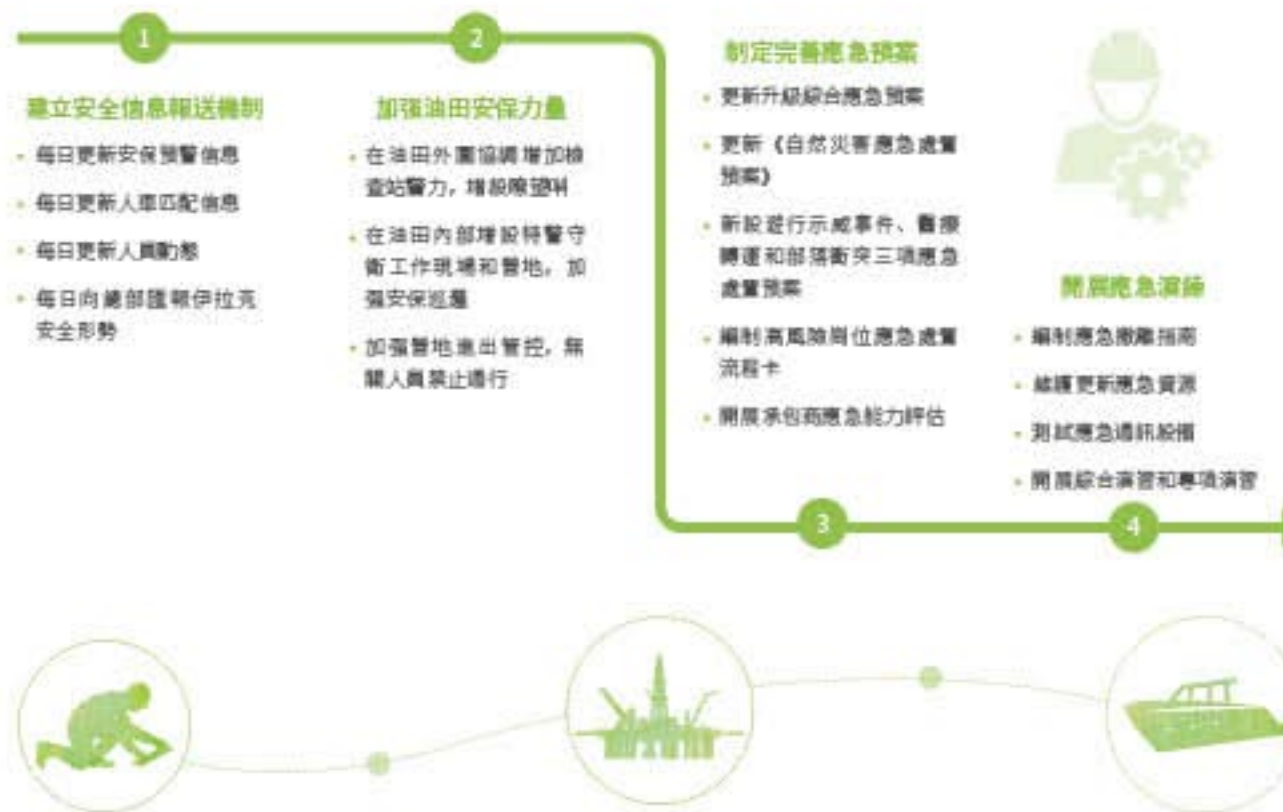 1
建立安全信息報送機制
• 每日更新安保預警信息
• 每日更新人車匹配信息
• 每日更新人員動態
• 每日向總部匯報伊拉克
安全形勢
2
加強油田安保力量
• 在油田外圍協調增加檢
查站警力，增設瞭望哨
• 在油田內部增設特警守
衛工作現場和營地，加
強安保巡邏
• 加強營地進出管控，無
關人員禁止通行
制定完善應急預案
• 更新升級綜合應急預案
• 更新《自然災害應急處置
預案》
• 新設遊行示威事件、醫療
轉運和部落衝突三項應急
處置預案
• 編制高風險崗位應急處置
流程卡
• 開展承包商應急能力評估
3
開展應急演練
• 編制應急撤離指南
• 維護更新應急資源
• 測試應急通訊設備
• 開展綜合演習和專項演習
4